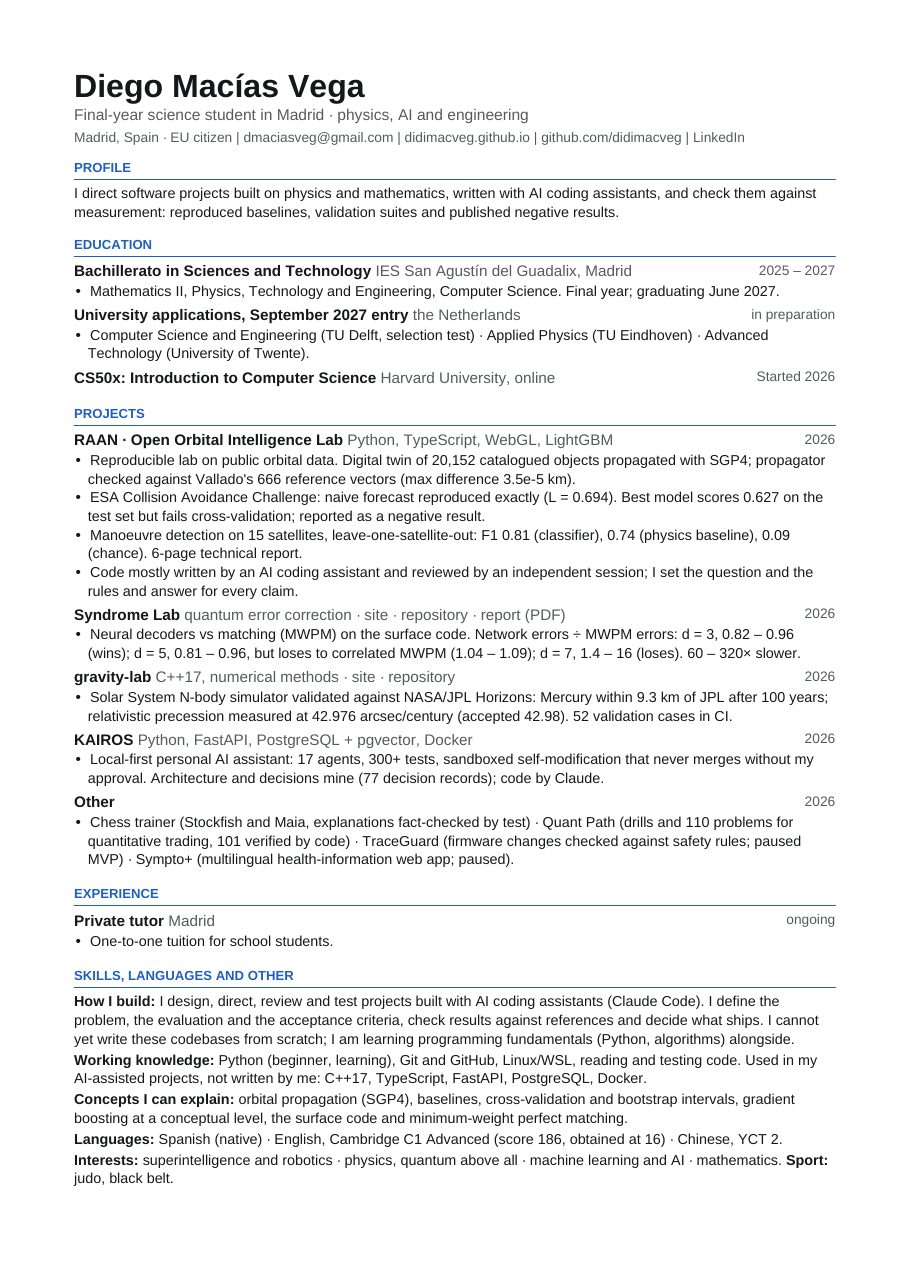 Diego Macías Vega
Final-year science student in Madrid · physics, AI and engineering
Madrid, Spain · EU citizen | dmaciasveg@gmail.com | didimacveg.github.io | github.com/didimacveg | LinkedIn
PROFILE
I direct software projects built on physics and mathematics, written with AI coding assistants, and check them against
measurement: reproduced baselines, validation suites and published negative results.
EDUCATION
Bachillerato in Sciences and Technology IES San Agustín del Guadalix, Madrid 2025 – 2027
• Mathematics II, Physics, Technology and Engineering, Computer Science. Final year; graduating June 2027.
University applications, September 2027 entry the Netherlands in preparation
• Computer Science and Engineering (TU Delft, selection test) · Applied Physics (TU Eindhoven) · Advanced
Technology (University of Twente).
CS50x: Introduction to Computer Science Harvard University, online Started 2026
PROJECTS
RAAN · Open Orbital Intelligence Lab Python, TypeScript, WebGL, LightGBM 2026
• Reproducible lab on public orbital data. Digital twin of 20,152 catalogued objects propagated with SGP4; propagator
checked against Vallado's 666 reference vectors (max difference 3.5e-5 km).
• ESA Collision Avoidance Challenge: naive forecast reproduced exactly (L = 0.694). Best model scores 0.627 on the
test set but fails cross-validation; reported as a negative result.
• Manoeuvre detection on 15 satellites, leave-one-satellite-out: F1 0.81 (classifier), 0.74 (physics baseline), 0.09
(chance). 6-page technical report.
• Code mostly written by an AI coding assistant and reviewed by an independent session; I set the question and the
rules and answer for every claim.
Syndrome Lab quantum error correction · site · repository · report (PDF) 2026
• Neural decoders vs matching (MWPM) on the surface code. Network errors ÷ MWPM errors: d = 3, 0.82 – 0.96
(wins); d = 5, 0.81 – 0.96, but loses to correlated MWPM (1.04 – 1.09); d = 7, 1.4 – 16 (loses). 60 – 320× slower.
gravity-lab C++17, numerical methods · site · repository 2026
• Solar System N-body simulator validated against NASA/JPL Horizons: Mercury within 9.3 km of JPL after 100 years;
relativistic precession measured at 42.976 arcsec/century (accepted 42.98). 52 validation cases in CI.
KAIROS Python, FastAPI, PostgreSQL + pgvector, Docker 2026
• Local-first personal AI assistant: 17 agents, 300+ tests, sandboxed self-modification that never merges without my
approval. Architecture and decisions mine (77 decision records); code by Claude.
Other 2026
• Chess trainer (Stockfish and Maia, explanations fact-checked by test) · Quant Path (drills and 110 problems for
quantitative trading, 101 verified by code) · TraceGuard (firmware changes checked against safety rules; paused
MVP) · Sympto+ (multilingual health-information web app; paused).
EXPERIENCE
Private tutor Madrid ongoing
• One-to-one tuition for school students.
SKILLS, LANGUAGES AND OTHER
How I build: I design, direct, review and test projects built with AI coding assistants (Claude Code). I define the
problem, the evaluation and the acceptance criteria, check results against references and decide what ships. I cannot
yet write these codebases from scratch; I am learning programming fundamentals (Python, algorithms) alongside.
Working knowledge: Python (beginner, learning), Git and GitHub, Linux/WSL, reading and testing code. Used in my
AI-assisted projects, not written by me: C++17, TypeScript, FastAPI, PostgreSQL, Docker.
Concepts I can explain: orbital propagation (SGP4), baselines, cross-validation and bootstrap intervals, gradient
boosting at a conceptual level, the surface code and minimum-weight perfect matching.
Languages: Spanish (native) · English, Cambridge C1 Advanced (score 186, obtained at 16) · Chinese, YCT 2.
Interests: superintelligence and robotics · physics, quantum above all · machine learning and AI · mathematics. Sport:
judo, black belt.